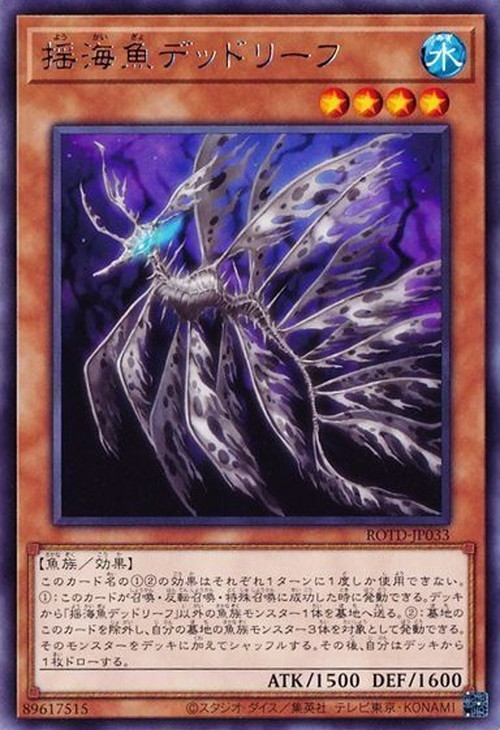 揺海魚デッドリーフ
水
ROTD-JP033
【魚族／効果】
このカード名の①②の効果はそれぞれ1ターンに1度しか使用できない。
①：このカードが召喚・反転召喚・特殊召喚に成功した時に発動できる。デッキ
から「揺海魚デッドリーフ」以外の魚族モンスター1体を墓地へ送る。②：墓地の
このカードを除外し、自分の墓地の魚族モンスター3体を対象として発動できる。
そのモンスターをデッキに加えてシャッフルする。その後、自分はデッキから
1枚ドローする。
ATK/1500 DEF/1600
89617515
©スタジオ・ダイス／集英社 テレビ東京・KONAMI